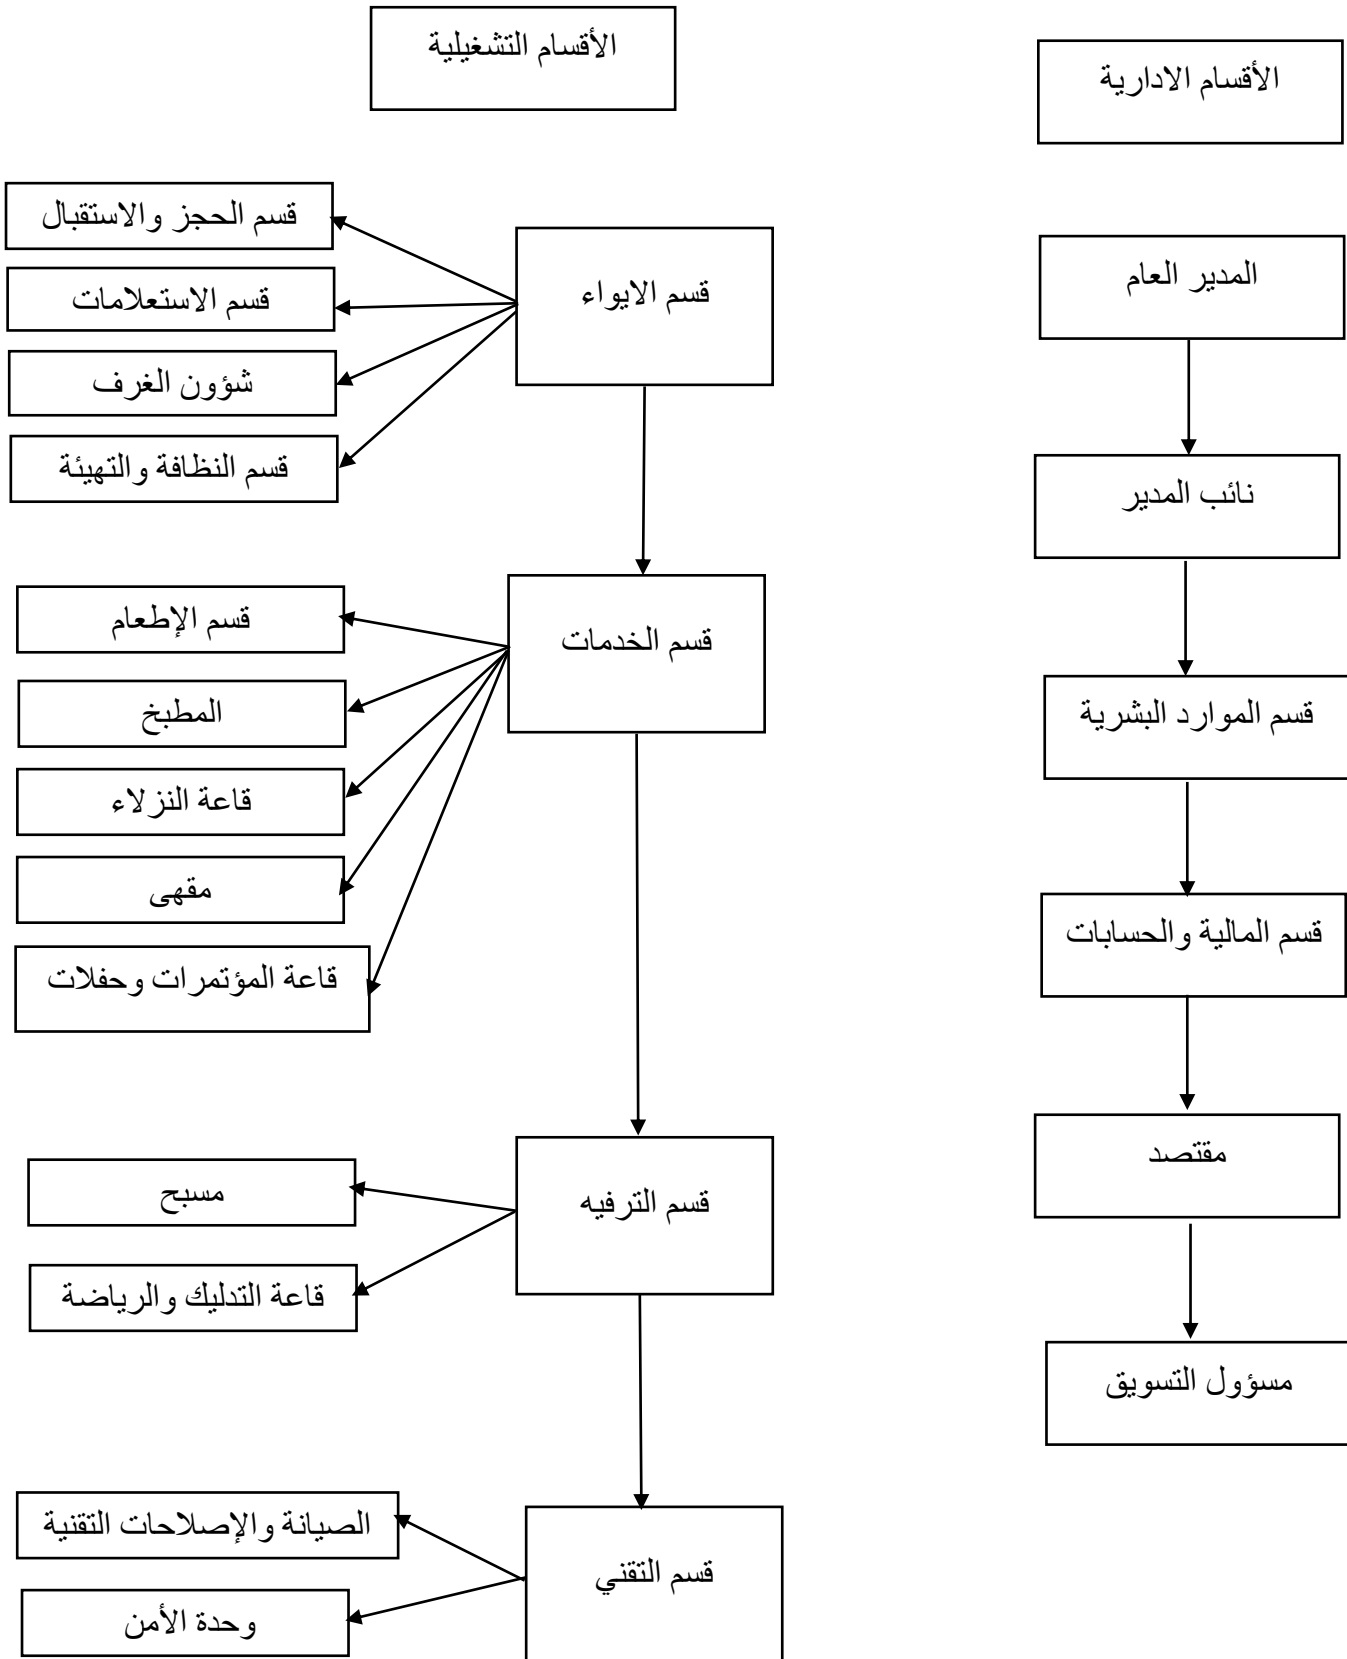 الأقسام الادارية
المدير العام
نائب المدير
قسم الموارد البشرية
قسم المالية والحسابات
مقتصد
مسؤول التسويق
الأقسام التشغيلية
قسم الايواء
قسم الحجز والاستقبال
قسم الاستعلامات
شؤون الغرف
قسم النظافة والتهيئة
قسم الخدمات
قسم الإطعام
المطبخ
قاعة النزلاء
مقهى
قاعة المؤتمرات وحفلات
قسم الترفيه
مسبح
قاعة التدليك والرياضة
قسم التقني
الصيانة والإصلاحات التقنية
وحدة الأمن